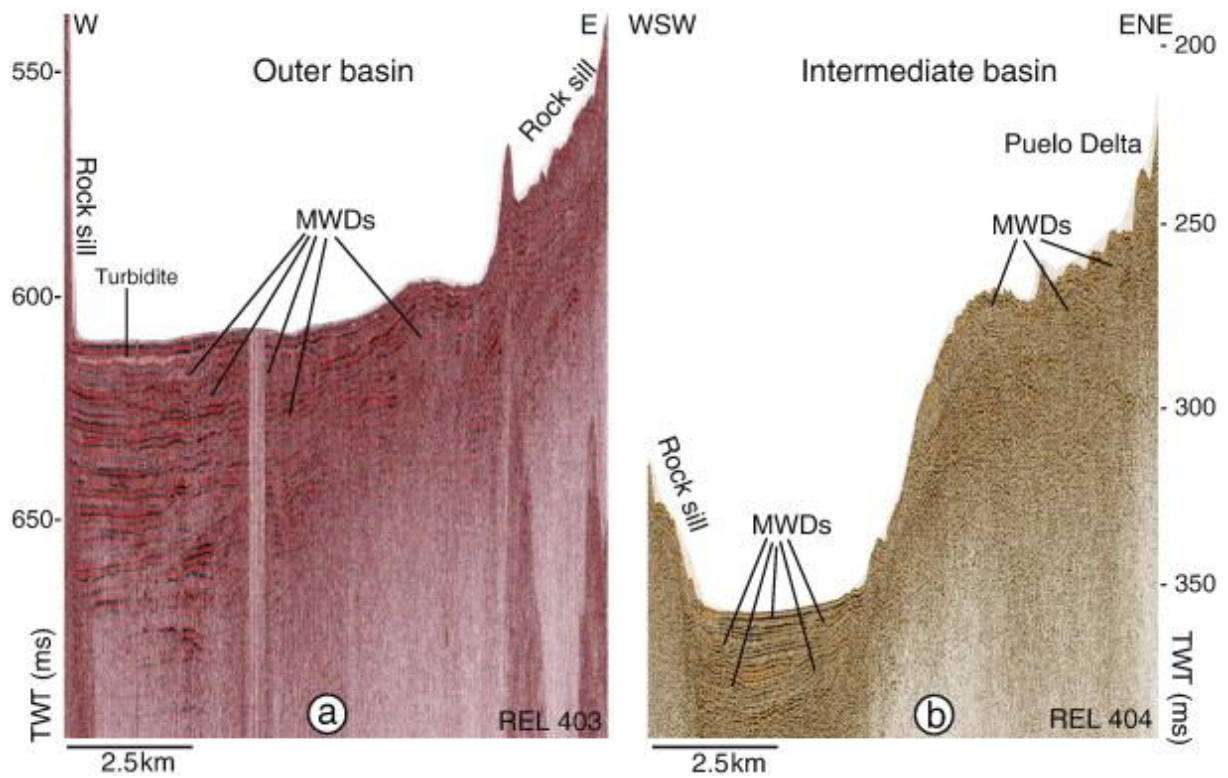 W
E
Outer basin
550-
600-
650-
TWT (ms)
Rock sill
Rock sill
MWDs
Turbidite
a
REL 403
2.5km
WSW
ENE
Intermediate basin
Puelo Delta
MWDs
Rock sill
MWDs
-200
-250
-300
-350
TWT (ms)
b
REL 404
2.5km